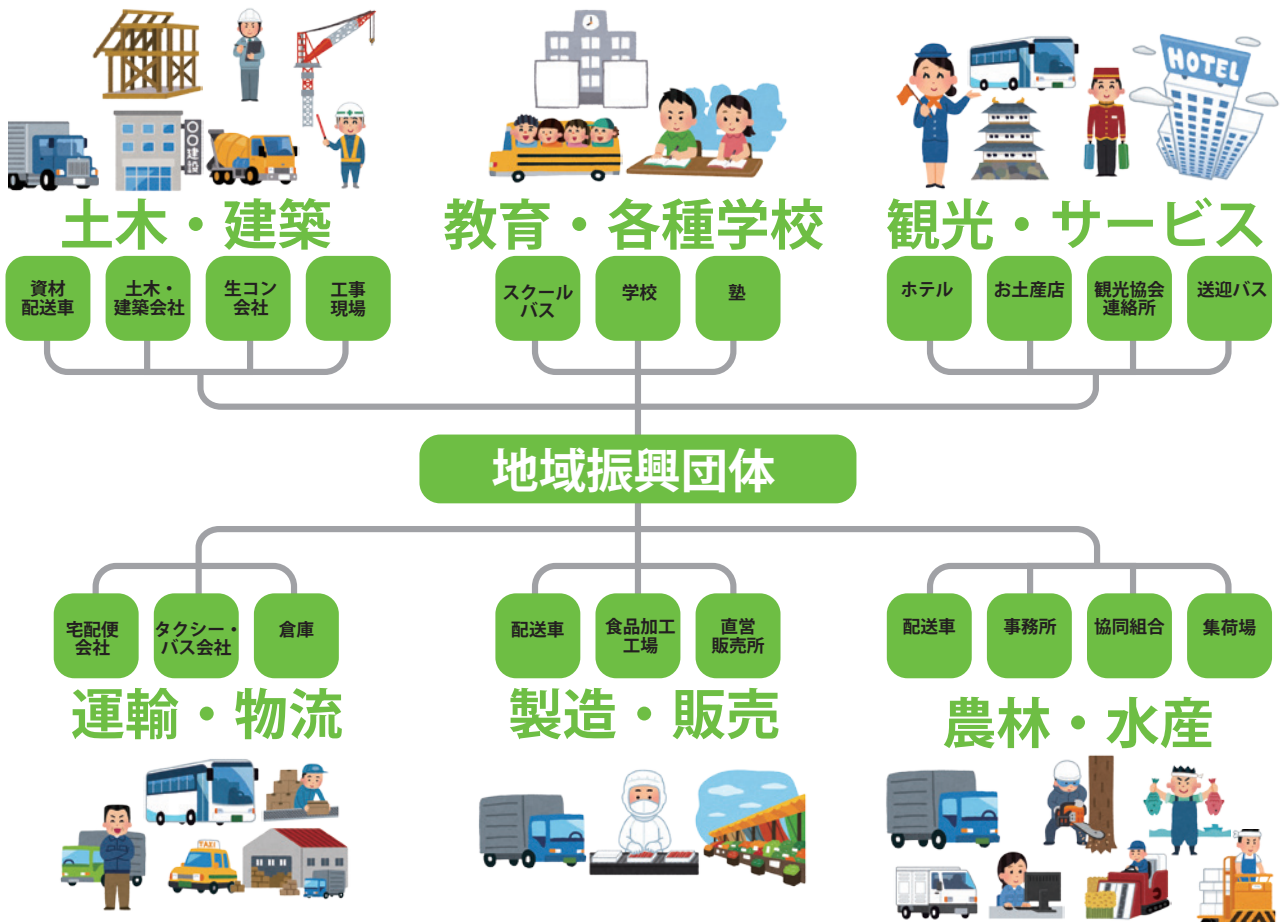 〇〇建設
HOTEL
土木・建築
教育・各種学校
観光・サービス
資材
配送車
土木・
建築会社
生コン
会社
工事
現場
スクール
バス
学校
塾
ホテル
お土産店
観光協会
連絡所
送迎バス
地域振興団体
宅配便
会社
タクシー・
バス会社
倉庫
配送車
食品加工
工場
直営
販売所
配送車
事務所
協同組合
集荷場
運輸・物流
製造・販売
農林・水産
TAXI